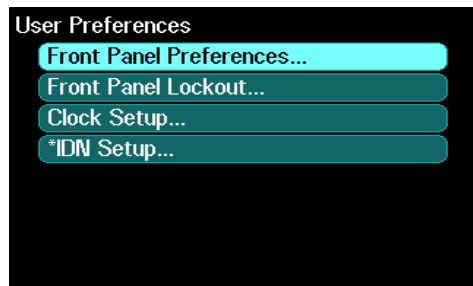 User Preferences
Front Panel Preferences...
Front Panel Lockout...
Clock Setup...
*IDN Setup...